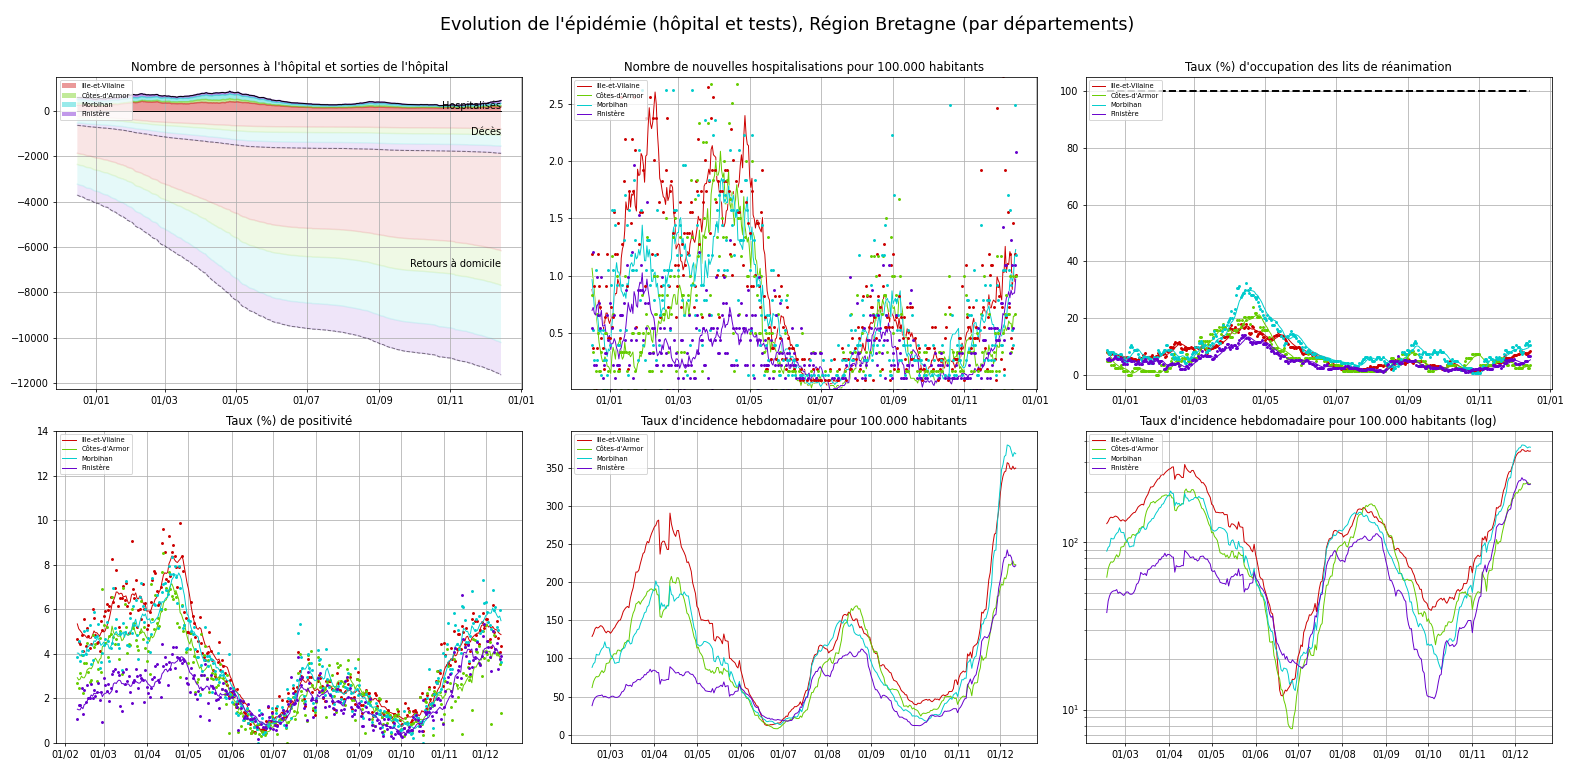 Evolution de l'épidémie (hôpital et tests), Région Bretagne (par départements)
Nombre de personnes à l'hôpital et sorties de l'hôpital
Ille-et-Vilaine
Côtes-d'Armor
Morbihan
Finistère
Hospitalisés
Décès
Retours à domicile
0
−2000
−4000
−6000
−8000
−10000
−12000
01/01 01/03 01/05 01/07 01/09 01/11 01/01
Nombre de nouvelles hospitalisations pour 100.000 habitants
Ille-et-Vilaine
Côtes-d'Armor
Morbihan
Finistère
2.5
2.0
1.5
1.0
0.5
01/01 01/03 01/05 01/07 01/09 01/11 01/01
Taux (%) d'occupation des lits de réanimation
Ille-et-Vilaine
Côtes-d'Armor
Morbihan
Finistère
100
80
60
40
20
0
01/01 01/03 01/05 01/07 01/09 01/11 01/01
Taux (%) de positivité
Ille-et-Vilaine
Côtes-d'Armor
Morbihan
Finistère
14
12
10
8
6
4
2
0
01/02 01/03 01/04 01/05 01/06 01/07 01/08 01/09 01/10 01/11 01/12
Taux d'incidence hebdomadaire pour 100.000 habitants
Ille-et-Vilaine
Côtes-d'Armor
Morbihan
Finistère
350
300
250
200
150
100
50
0
01/03 01/04 01/05 01/06 01/07 01/08 01/09 01/10 01/11 01/12
Taux d'incidence hebdomadaire pour 100.000 habitants (log)
Ille-et-Vilaine
Côtes-d'Armor
Morbihan
Finistère
10²
10¹
01/03 01/04 01/05 01/06 01/07 01/08 01/09 01/10 01/11 01/12